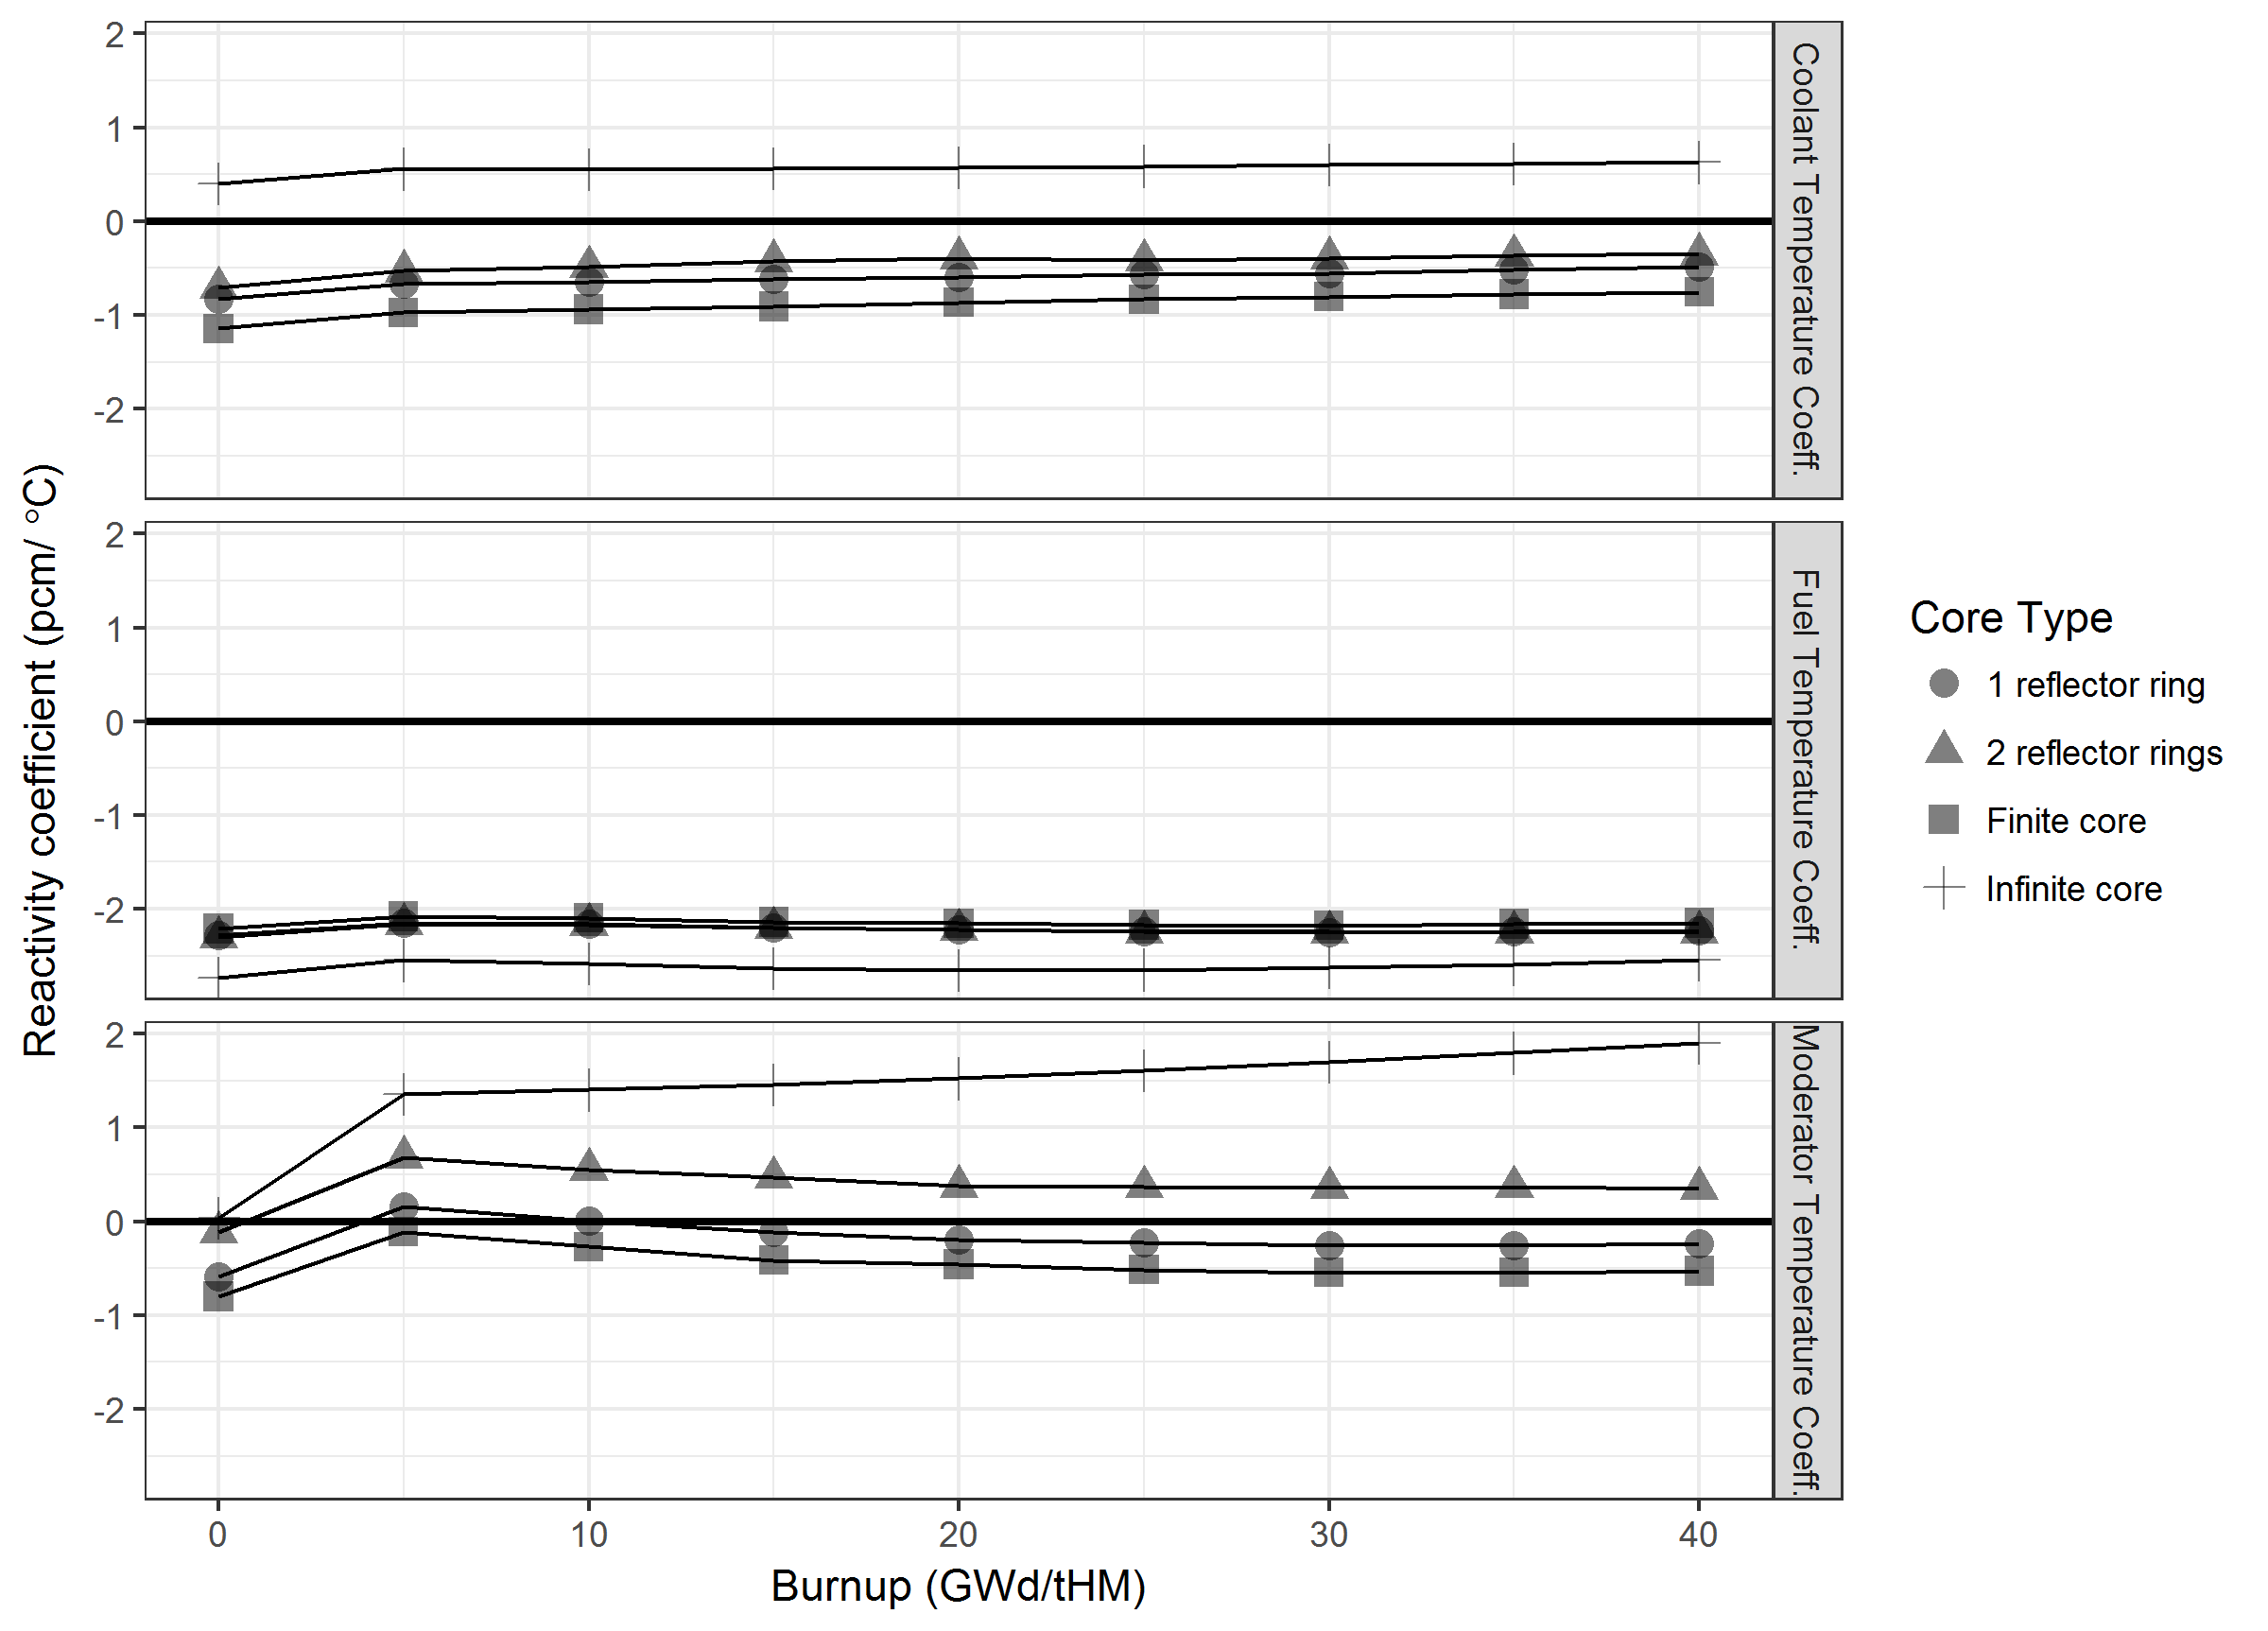 2
1
0
-1
-2
Coolant Temperature Coeff.
2
1
0
-1
-2
Fuel Temperature Coeff.
2
1
0
-1
-2
Moderator Temperature Coeff.
Reactivity coefficient (pcm/ °C)
0 10 20 30 40
Burnup (GWd/tHM)
Core Type
1 reflector ring
2 reflector rings
Finite core
Infinite core